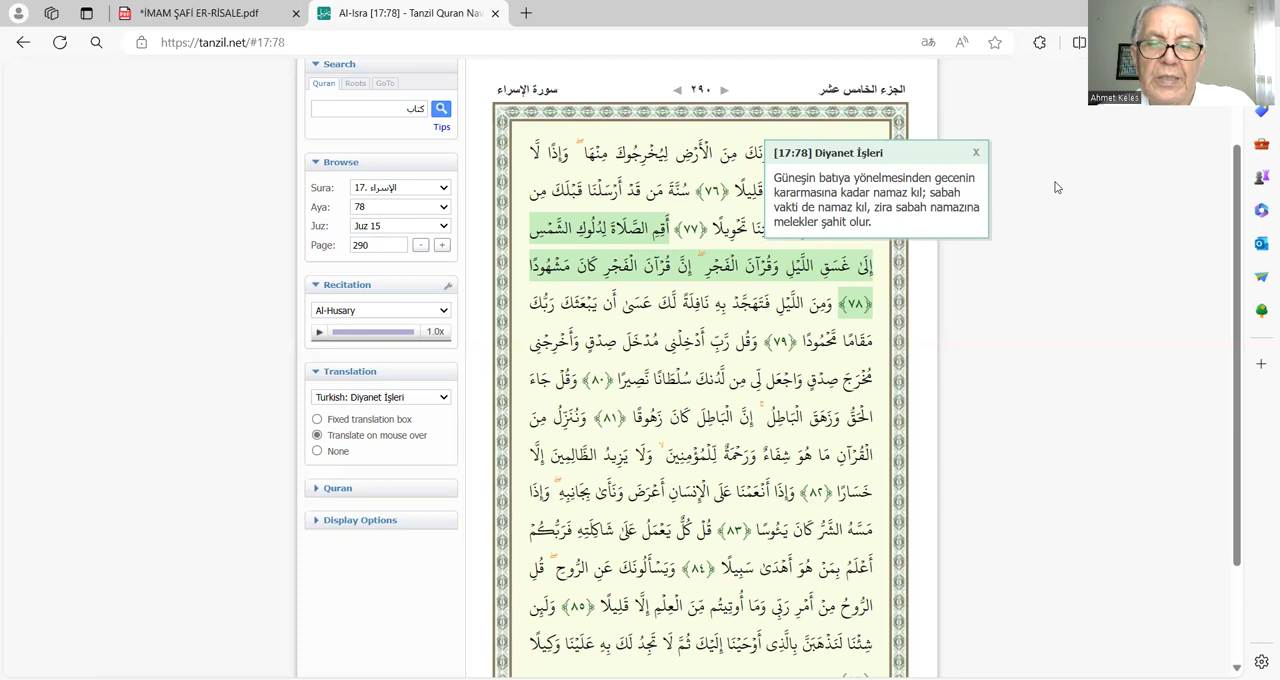 *İMAM ŞAFİ ER-RİSALE.pdf
Al-Isra [17:78] - Tanzil Quran Nav
https://tanzil.net/#17:78
Ahmet Keleş
Search
Quran
Roots
GoTo
كتاب
Tips
Browse
Sura:
17. الإسراء
Aya:
78
Juz:
Juz 15
Page:
290
-
+
Recitation
Al-Husary
1.0x
Translation
Turkish: Diyanet İşleri
Fixed translation box
Translate on mouse over
None
Quran
Display Options
الجزء الخامس عشر
٢٩٠
سورة الإسراء
[17:78] Diyanet İşleri
X
Güneşin batıya yönelmesinden gecenin
kararmasına kadar namaz kıl; sabah
vakti de namaz kıl, zira sabah namazına
melekler şahit olur.
مِنَ الْأَرْضِ لِيُخْرِجُوكَ مِنْهَا ۖ وَإِذًا لَّا
قَلِيلًا ﴿٧٦﴾ سُنَّةَ مَن قَدْ أَرْسَلْنَا قَبْلَكَ مِن
تَحْوِيلًا ﴿٧٧﴾ أَقِمِ الصَّلَاةَ لِدُلُوكِ الشَّمْسِ
إِلَىٰ غَسَقِ اللَّيْلِ وَقُرْآنَ الْفَجْرِ ۖ إِنَّ قُرْآنَ الْفَجْرِ كَانَ مَشْهُودًا
﴿٧٨﴾ وَمِنَ اللَّيْلِ فَتَهَجَّدْ بِهِ نَافِلَةً لَّكَ عَسَىٰ أَن يَبْعَثَكَ رَبُّكَ
مَقَامًا مَّحْمُودًا ﴿٧٩﴾ وَقُل رَّبِّ أَدْخِلْنِي مُدْخَلَ صِدْقٍ وَأَخْرِجْنِي
مُخْرَجَ صِدْقٍ وَاجْعَل لِّي مِن لَّدُنكَ سُلْطَانًا نَّصِيرًا ﴿٨٠﴾ وَقُلْ جَاءَ
الْحَقُّ وَزَهَقَ الْبَاطِلُ ۚ إِنَّ الْبَاطِلَ كَانَ زَهُوقًا ﴿٨١﴾ وَنُنَزِّلُ مِنَ
الْقُرْآنِ مَا هُوَ شِفَاءٌ وَرَحْمَةٌ لِّلْمُؤْمِنِينَ ۙ وَلَا يَزِيدُ الظَّالِمِينَ إِلَّا
خَسَارًا ﴿٨٢﴾ وَإِذَا أَنْعَمْنَا عَلَى الْإِنسَانِ أَعْرَضَ وَنَأَىٰ بِجَانِبِهِ ۖ وَإِذَا
مَسَّهُ الشَّرُّ كَانَ يَئُوسًا ﴿٨٣﴾ قُلْ كُلٌّ يَعْمَلُ عَلَىٰ شَاكِلَتِهِ فَرَبُّكُمْ
أَعْلَمُ بِمَنْ هُوَ أَهْدَىٰ سَبِيلًا ﴿٨٤﴾ وَيَسْأَلُونَكَ عَنِ الرُّوحِ ۖ قُلِ
الرُّوحُ مِنْ أَمْرِ رَبِّي وَمَا أُوتِيتُم مِّنَ الْعِلْمِ إِلَّا قَلِيلًا ﴿٨٥﴾ وَلَئِن
شِئْنَا لَنَذْهَبَنَّ بِالَّذِي أَوْحَيْنَا إِلَيْكَ ثُمَّ لَا تَجِدُ لَكَ بِهِ عَلَيْنَا وَكِيلًا